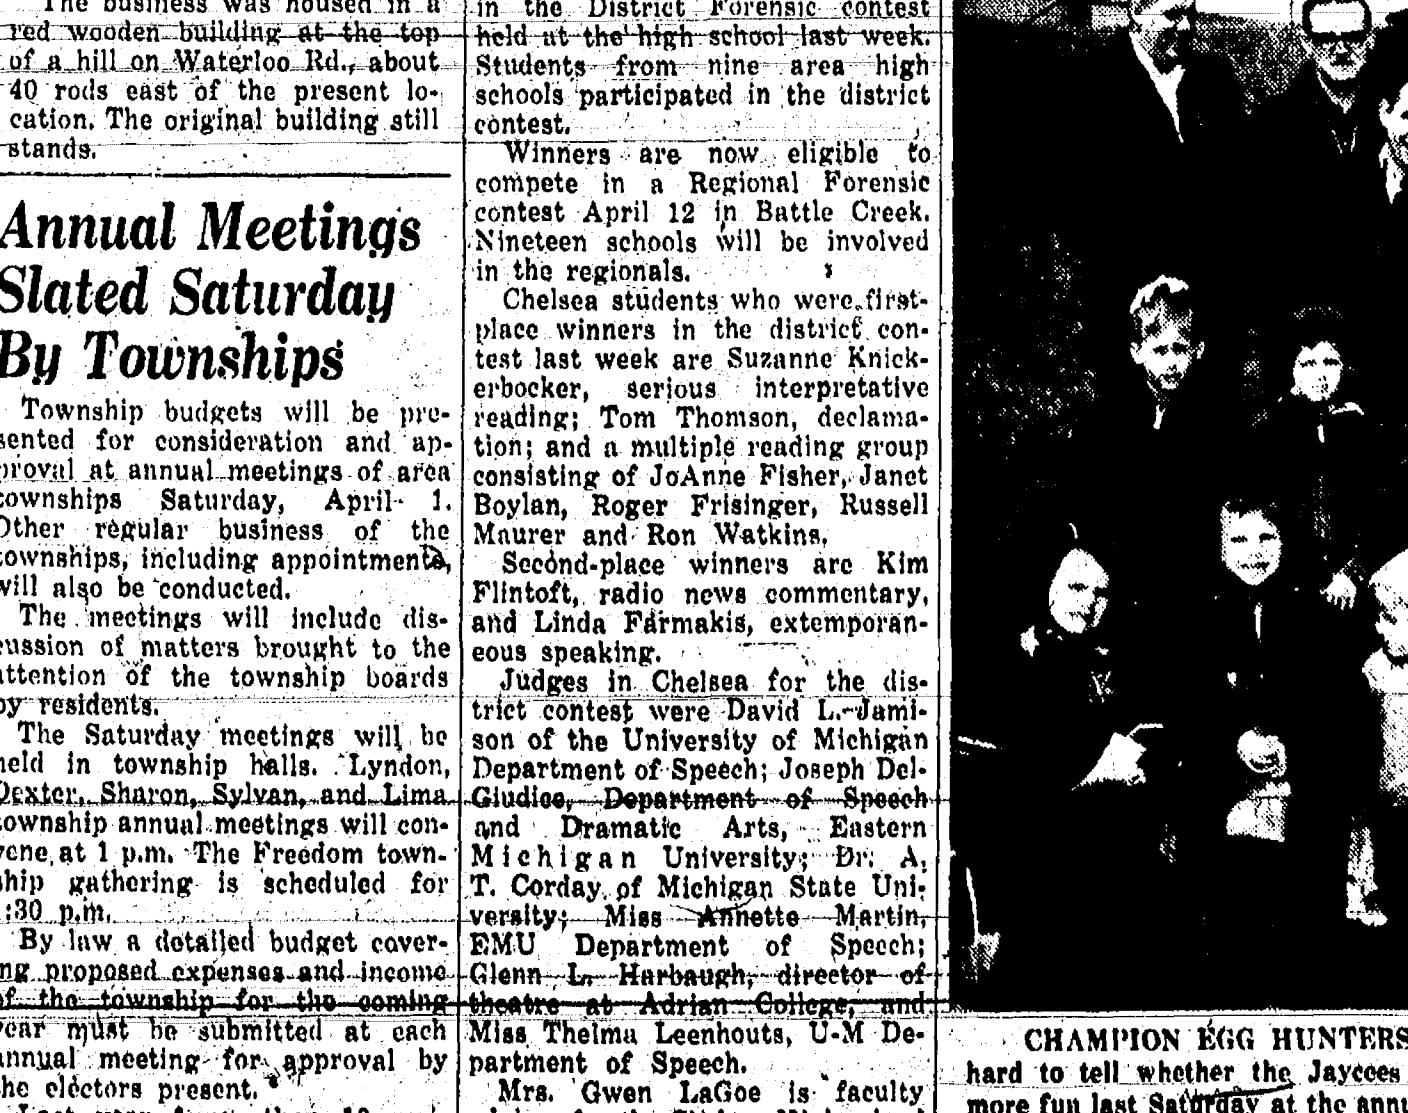 The business was housed in a
red wooden building at the top
of a hill on Waterloo Rd., about
40 rods east of the present lo-
cation. The original building still
stands.
Annual Meetings
Slated Saturday
By Townships
Township budgets will be pre-
sented for consideration and ap-
proval at annual meetings of area
townships Saturday, April 1.
Other regular business of the
townships, including appointments,
will also be conducted.
The meetings will include dis-
cussion of matters brought to the
attention of the township boards
by residents.
The Saturday meetings will be
held in township halls. Lyndon,
Dexter, Sharon, Sylvan, and Lima
township annual meetings will con-
vene at 1 p.m. The Freedom town-
ship gathering is scheduled for
:30 p.m.
By law a detailed budget cover-
ing proposed expenses and income
of the township for the coming
year must be submitted at each
annual meeting for approval by
the electors present.
in the District Forensic contest
held at the high school last week.
Students from nine area high
schools participated in the district
contest.
Winners are now eligible to
compete in a Regional Forensic
contest April 12 in Battle Creek.
Nineteen schools will be involved
in the regionals.
Chelsea students who were first-
place winners in the district con-
test last week are Suzanne Knick-
erbocker, serious interpretative
reading; Tom Thomson, declama-
tion; and a multiple reading group
consisting of JoAnne Fisher, Janet
Boylan, Roger Frisinger, Russell
Maurer and Ron Watkins.
Second-place winners are Kim
Flintoft, radio news commentary,
and Linda Farmakis, extemporan-
eous speaking.
Judges in Chelsea for the dis-
trict contest were David L. Jami-
son of the University of Michigan
Department of Speech; Joseph Del-
Giudice, Department of Speech
and Dramatic Arts, Eastern
Michigan University; Dr. A.
T. Corday of Michigan State Uni-
versity; Miss Annette Martin,
EMU Department of Speech;
Glenn L. Harbaugh, director of
theatre at Adrian College, and
Miss Thelma Leenhouts, U-M De-
partment of Speech.
Mrs. Gwen LaGoe is faculty
CHAMPION EGG HUNTERS
hard to tell whether the Jaycees
more fun last Saturday at the annu